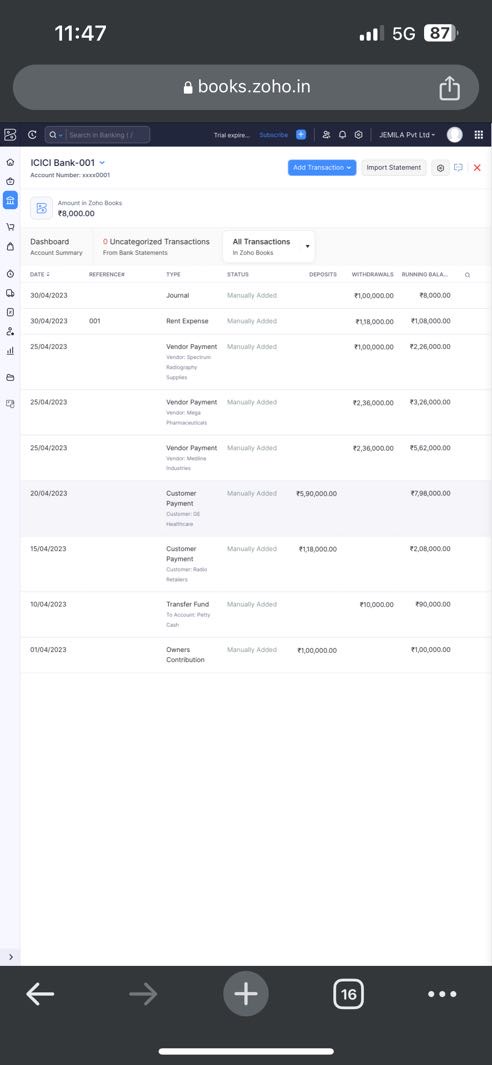 11:47
5G 87
books.zoho.in
Search in Banking ( /
Trial expire... Subscribe JEMILA Pvt Ltd
ICICI Bank-001
Account Number: xxxx0001
Add Transaction Import Statement
Amount in Zoho Books
₹8,000.00
Dashboard
Account Summary
0 Uncategorized Transactions
From Bank Statements
All Transactions
In Zoho Books
DATE REFERENCE# TYPE STATUS DEPOSITS WITHDRAWALS RUNNING BALA...
30/04/2023 Journal Manually Added ₹1,00,000.00 ₹8,000.00
30/04/2023 001 Rent Expense Manually Added ₹1,18,000.00 ₹1,08,000.00
25/04/2023 Vendor Payment Manually Added ₹1,00,000.00 ₹2,26,000.00
Vendor: Spectrum
Radiography
Supplies
25/04/2023 Vendor Payment Manually Added ₹2,36,000.00 ₹3,26,000.00
Vendor: Mega
Pharmaceuticals
25/04/2023 Vendor Payment Manually Added ₹2,36,000.00 ₹5,62,000.00
Vendor: Medline
Industries
20/04/2023 Customer Manually Added ₹5,90,000.00 ₹7,98,000.00
Payment
Customer: GE
Healthcare
15/04/2023 Customer Manually Added ₹1,18,000.00 ₹2,08,000.00
Payment
Customer: Radio
Retailers
10/04/2023 Transfer Fund Manually Added ₹10,000.00 ₹90,000.00
To Account: Petty
Cash
01/04/2023 Owners Manually Added ₹1,00,000.00 ₹1,00,000.00
Contribution
16